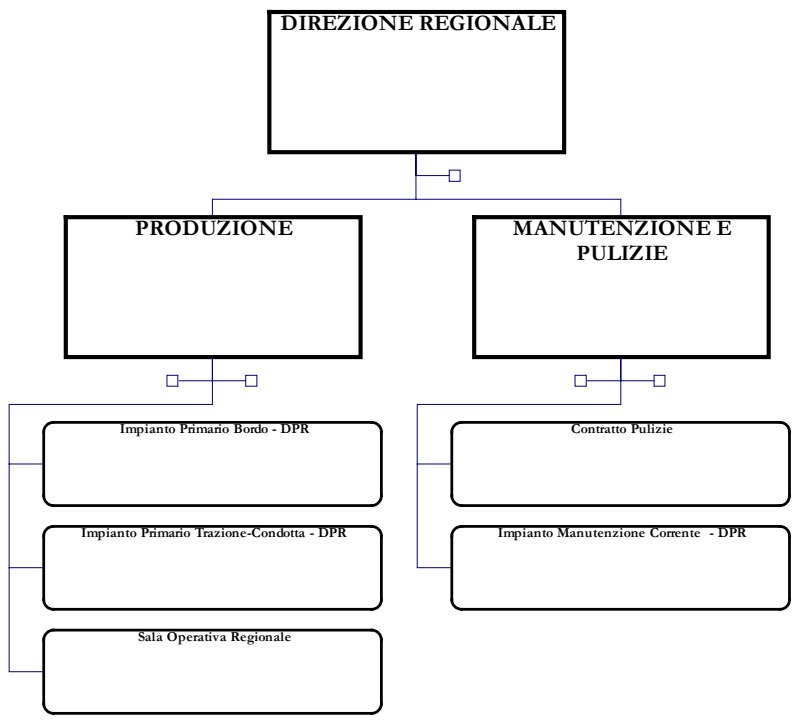 DIREZIONE REGIONALE
PRODUZIONE
MANUTENZIONE E
PULIZIE
Impianto Primario Bordo - DPR
Impianto Primario Trazione-Condotta - DPR
Sala Operativa Regionale
Contratto Pulizie
Impianto Manutenzione Corrente - DPR